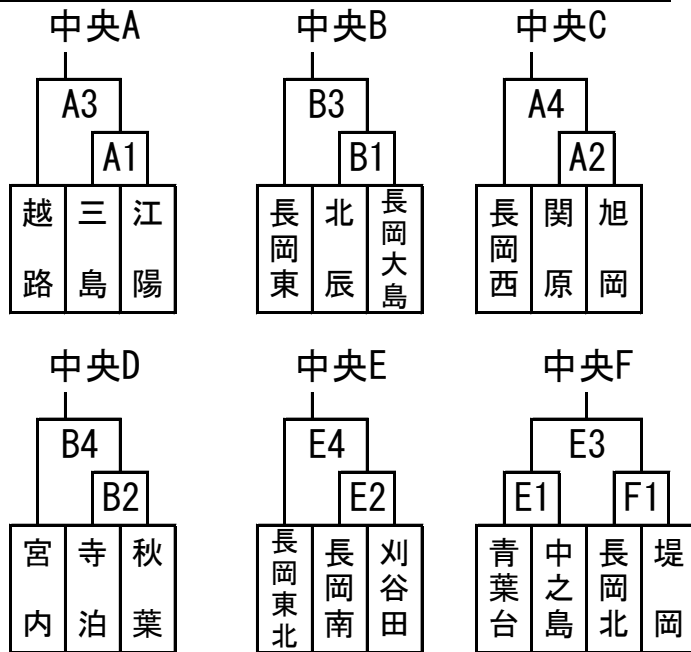 中央A 中央B 中央C
A3 B3 A4
A1 B1 A2
越路 三島 江陽 長岡東 北辰 長岡大島 長岡西 関原 旭岡
中央D 中央E 中央F
B4 E4 E3
B2 E2 E1 F1
宮内 寺泊 秋葉 長岡東北 長岡南 刈谷田 青葉台 中之島 長岡北 堤岡